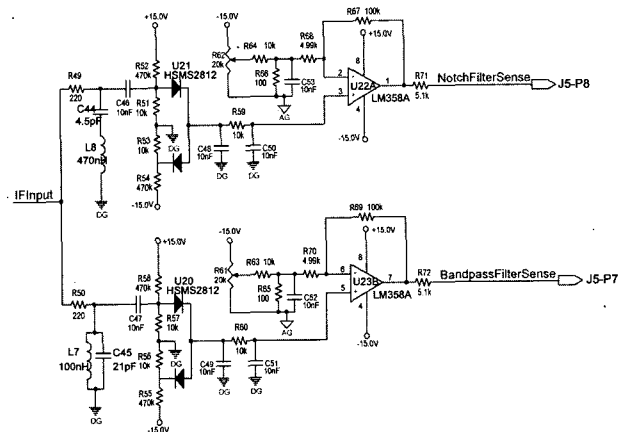 +15.0V
-15.0V
R67 100k
+15.0V
R52
470k
U21
HSMS2812
R64 10k
R68
4.99k
R62
20k
R66
100
C53
10nF
AG
2
3
8
1
4
U22A
LM358A
-15.0V
R71
5.1k
NotchFilterSense
J5-P8
R49
220
C44
4.5pF
C46
10nF
R51
10k
R53
10k
DG
R59
10k
C48
10nF
C50
10nF
DG
DG
L8
470nH
DG
R54
470k
-15.0V
IFInput
+15.0V
-15.0V
R69 100k
+15.0V
R58
470k
U20
HSMS2812
R63 10k
R70
4.99k
R61
20k
R65
100
C52
10nF
AG
6
5
8
7
4
U23B
LM358A
-15.0V
R72
5.1k
BandpassFilterSense
J5-P7
R50
220
C47
10nF
R57
10k
DG
R56
10k
R60
10k
C49
10nF
C51
10nF
DG
DG
L7
100nH
C45
21pF
DG
R55
470k
-15.0V